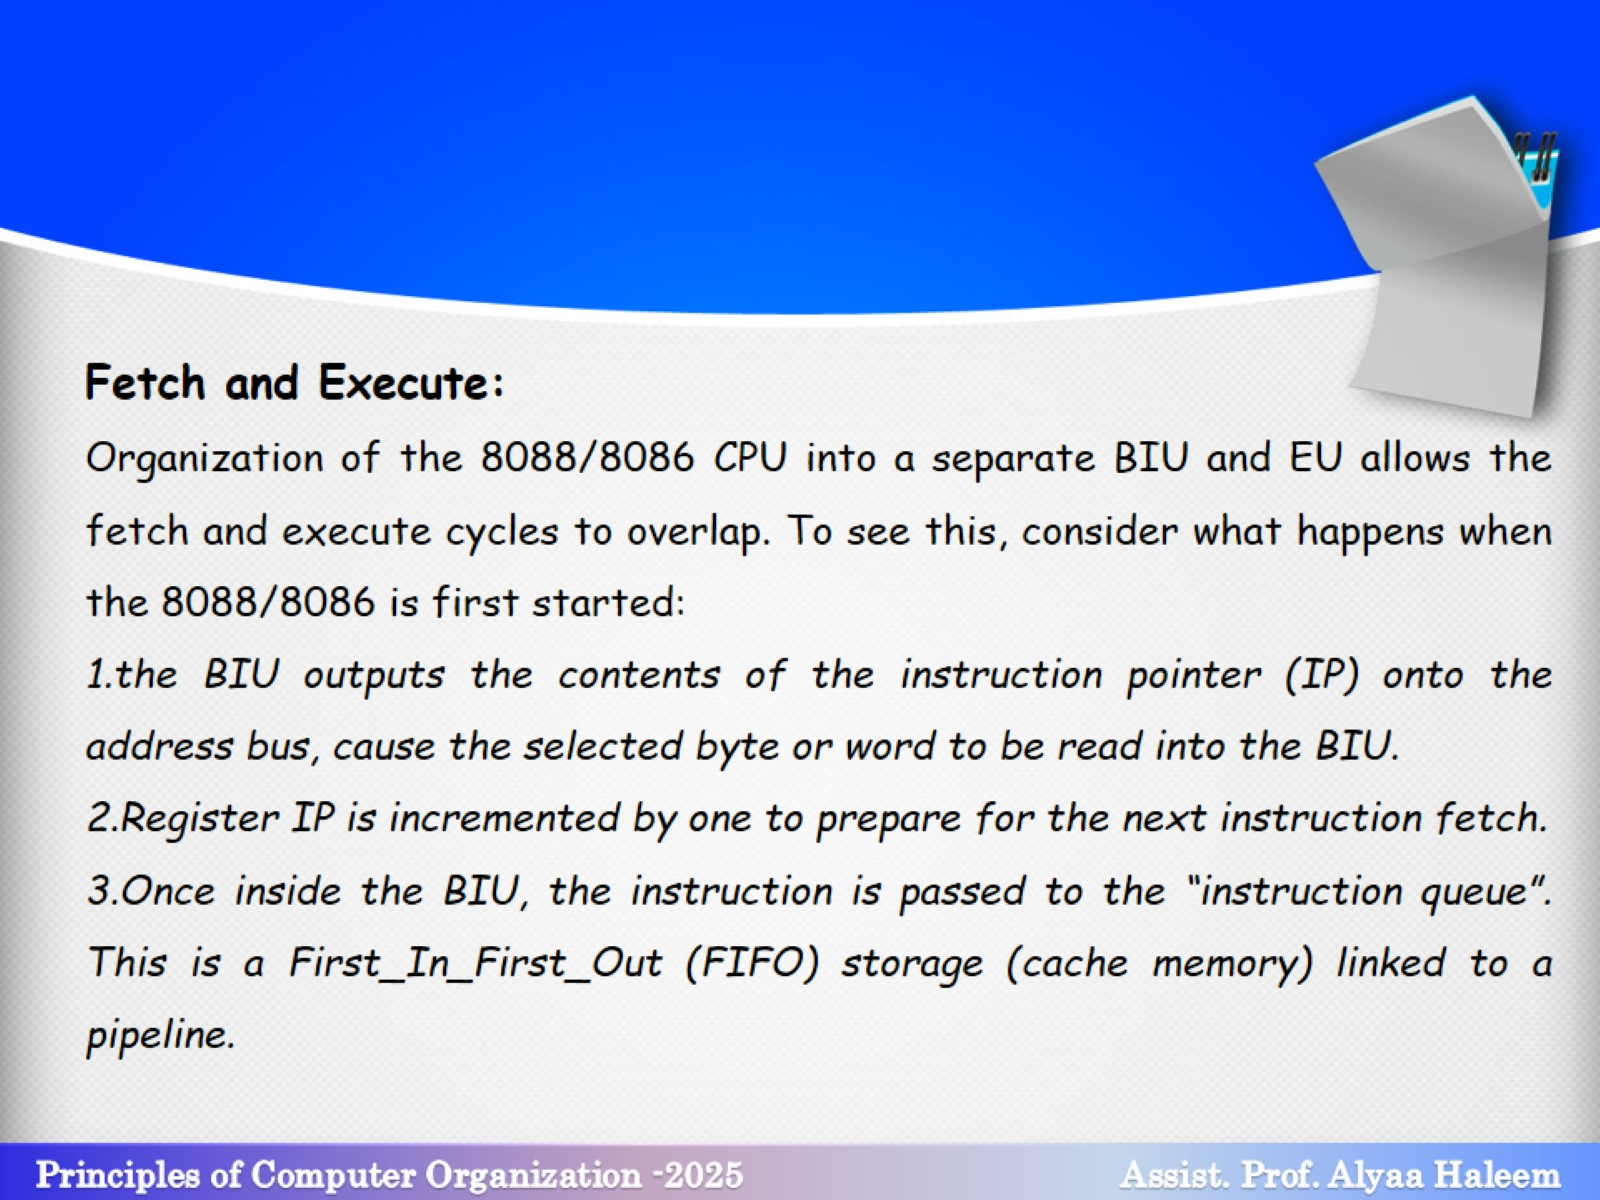 Fetch and Execute:
Organization of the 8088/8086 CPU into a separate BIU and EU allows the
fetch and execute cycles to overlap. To see this, consider what happens when
the 8088/8086 is first started:
1.the BIU outputs the contents of the instruction pointer (IP) onto the
address bus, cause the selected byte or word to be read into the BIU.
2.Register IP is incremented by one to prepare for the next instruction fetch.
3.Once inside the BIU, the instruction is passed to the “instruction queue”.
This is a First_In_First_Out (FIFO) storage (cache memory) linked to a
pipeline.
Principles of Computer Organization -2025
Assist. Prof. Alyaa Haleem